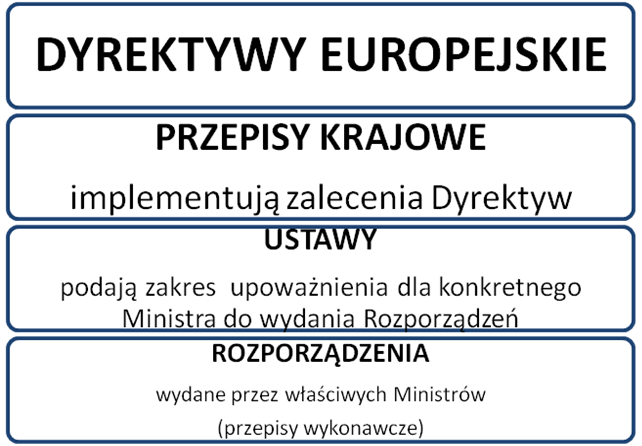 DYREKTYWY EUROPEJSKIE
PRZEPISY KRAJOWE
implementują zalecenia Dyrektyw
USTAWY
podają zakres upoważnienia dla konkretnego
Ministra do wydania Rozporządzeń
ROZPORZĄDZENIA
wydane przez właściwych Ministrów
(przepisy wykonawcze)